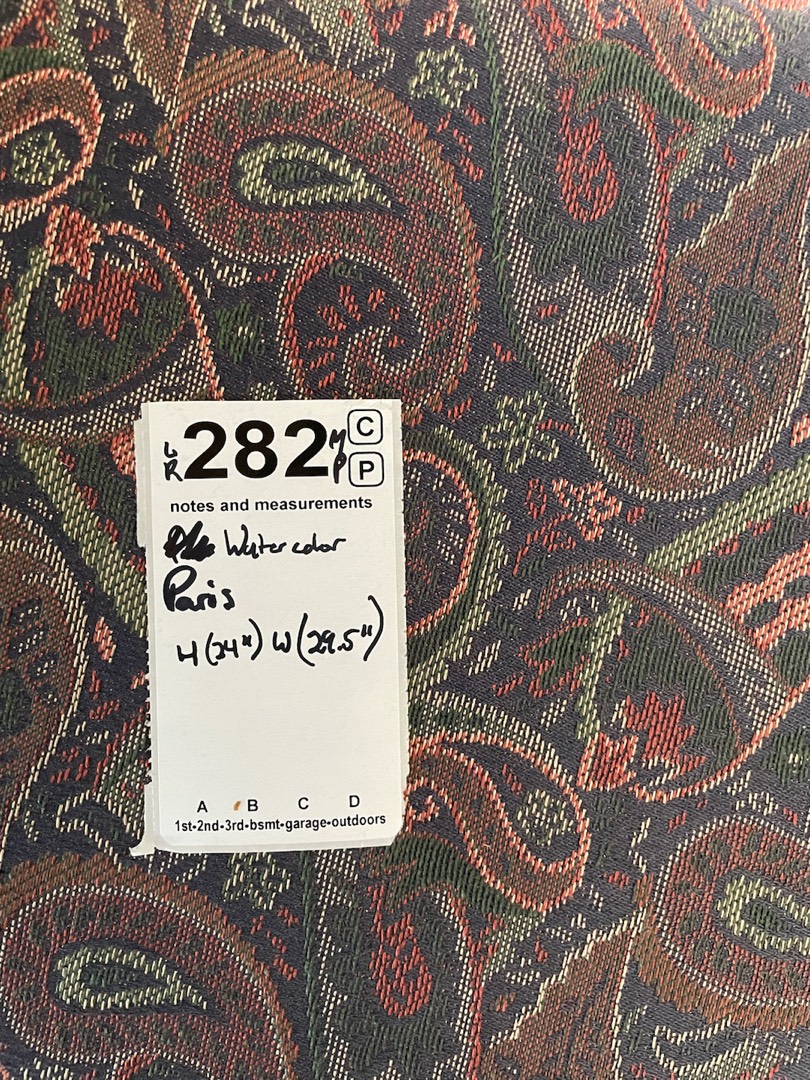 LR 282 MP C P
notes and measurements
Watercolor
Paris
H (24") W (29.5")
A B C D
1st-2nd-3rd-bsmt-garage-outdoors